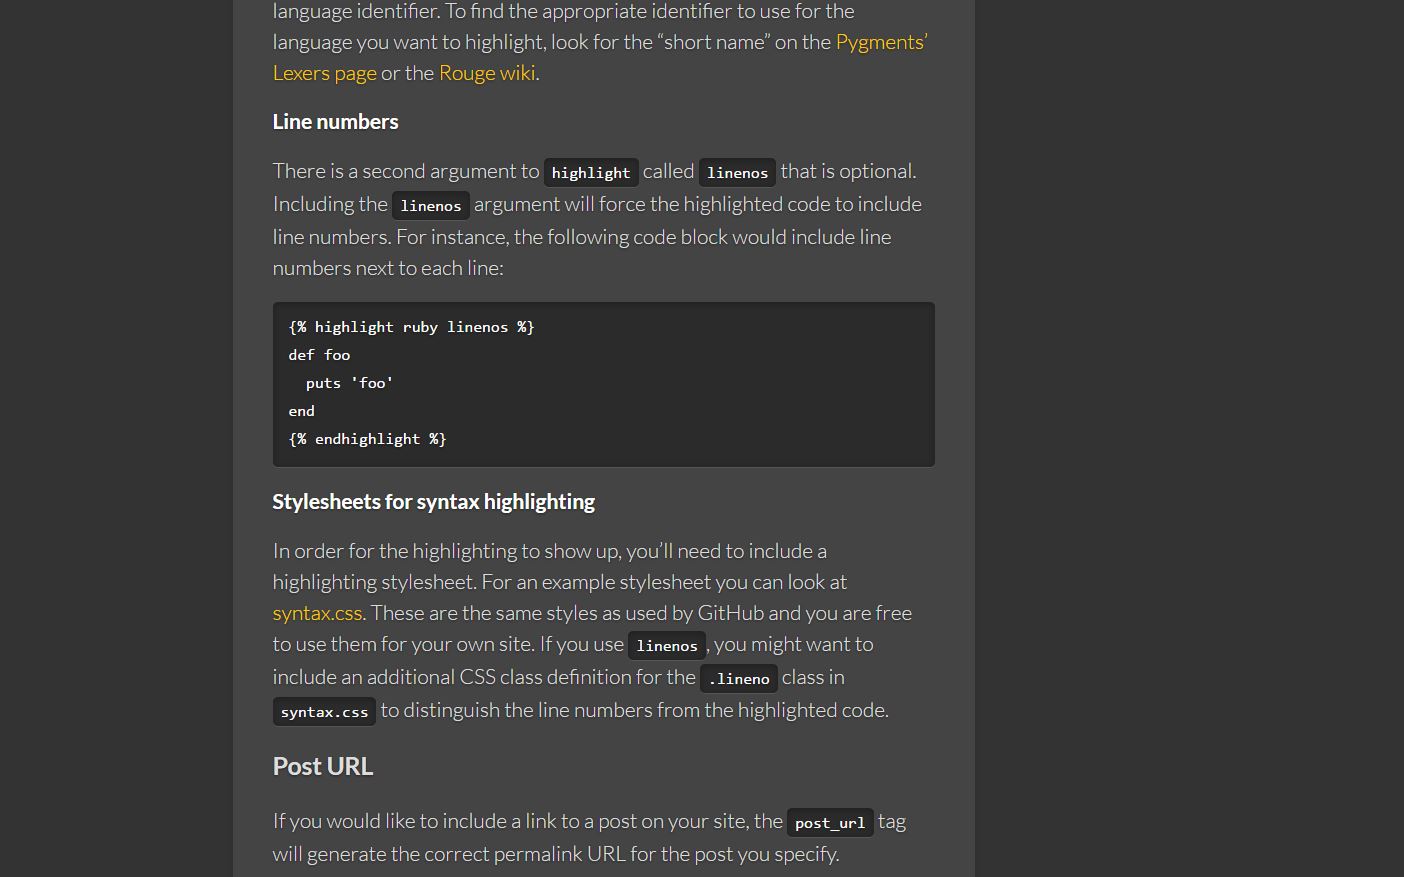 language identifier. To find the appropriate identifier to use for the
language you want to highlight, look for the “short name” on the Pygments’
Lexers page or the Rouge wiki.
Line numbers
There is a second argument to highlight called linenos that is optional.
Including the linenos argument will force the highlighted code to include
line numbers. For instance, the following code block would include line
numbers next to each line:
{% highlight ruby linenos %}
def foo
  puts 'foo'
end
{% endhighlight %}
Stylesheets for syntax highlighting
In order for the highlighting to show up, you’ll need to include a
highlighting stylesheet. For an example stylesheet you can look at
syntax.css. These are the same styles as used by GitHub and you are free
to use them for your own site. If you use linenos, you might want to
include an additional CSS class definition for the .lineno class in
syntax.css to distinguish the line numbers from the highlighted code.
Post URL
If you would like to include a link to a post on your site, the post_url tag
will generate the correct permalink URL for the post you specify.